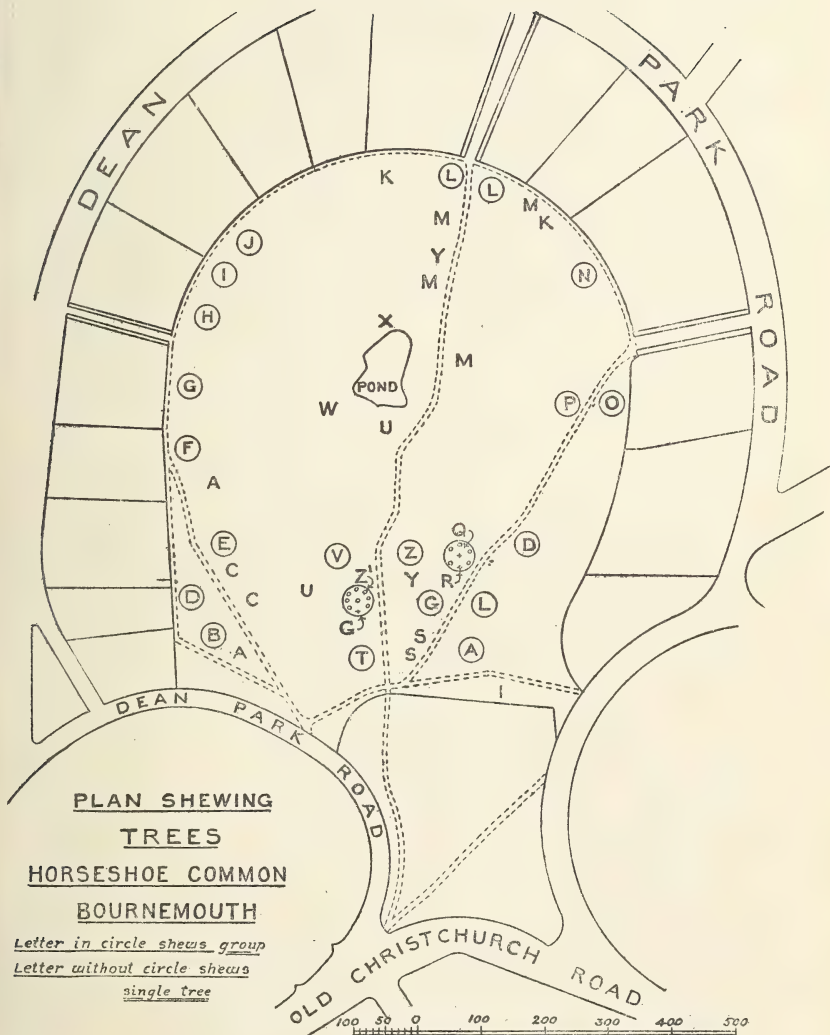 DEAN
PARK
ROAD
K
L
L
M
K
M
J
Y
I
M
N
H
X
M
G
POND
W
P
O
U
F
A
Q
E
V
Z
D
C
Z'
Y
R
D
C
U
G
L
G
B
S
A
T
S
A
I
DEAN PARK ROAD
PLAN SHEWING
TREES
HORSESHOE COMMON
BOURNEMOUTH
Letter in circle shews group
Letter without circle shews
single tree
OLD CHRISTCHURCH ROAD
100 50 0 100 200 300 400 500